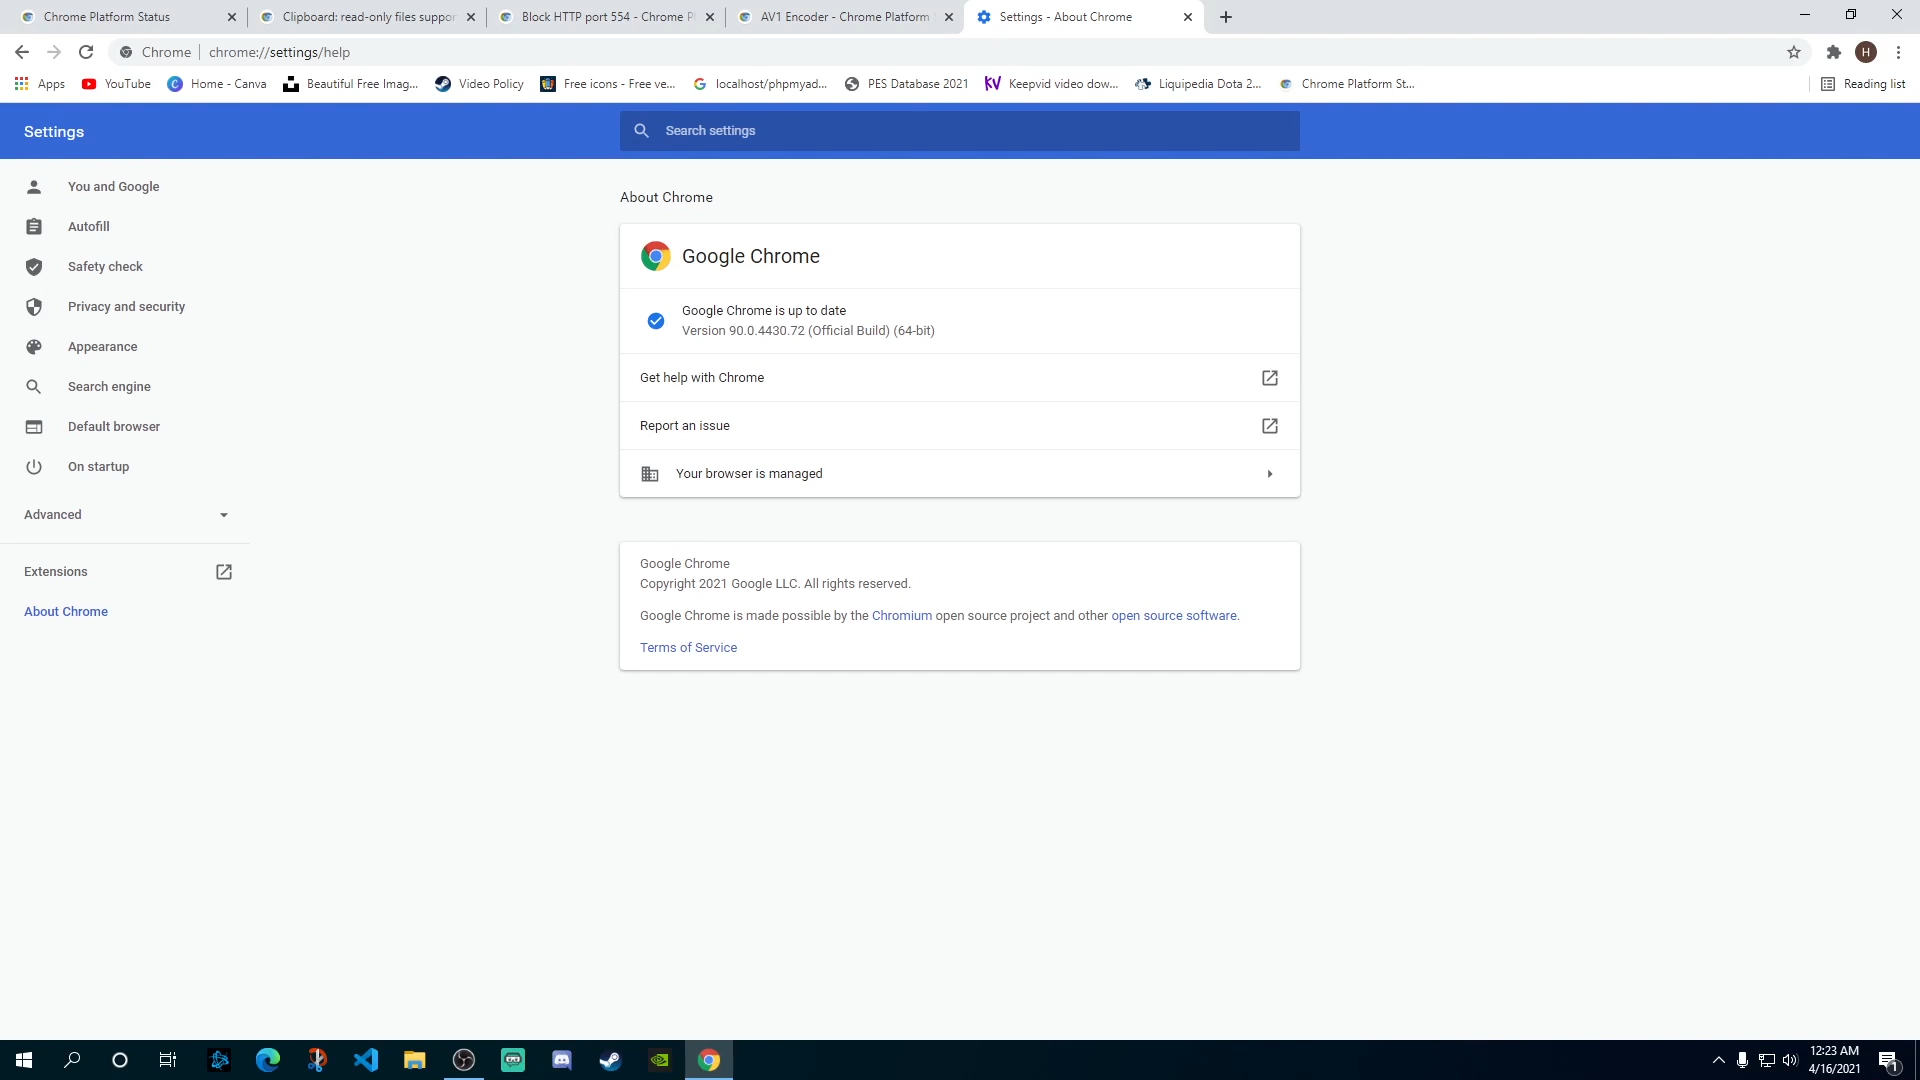 Chrome Platform Status
Clipboard: read-only files suppor
Block HTTP port 554 - Chrome Pl
AV1 Encoder - Chrome Platform S
Settings - About Chrome
Chrome
chrome://settings/help
H
Apps
YouTube
Home - Canva
Beautiful Free Imag...
Video Policy
Free icons - Free ve...
localhost/phpmyad...
PES Database 2021
KV
Keepvid video dow...
Liquipedia Dota 2...
Chrome Platform St...
Reading list
Settings
Search settings
You and Google
Autofill
Safety check
Privacy and security
Appearance
Search engine
Default browser
On startup
Advanced
Extensions
About Chrome
About Chrome
Google Chrome
Google Chrome is up to date
Version 90.0.4430.72 (Official Build) (64-bit)
Get help with Chrome
Report an issue
Your browser is managed
Google Chrome
Copyright 2021 Google LLC. All rights reserved.
Google Chrome is made possible by the Chromium open source project and other open source software.
Terms of Service
12:23 AM
4/16/2021
1